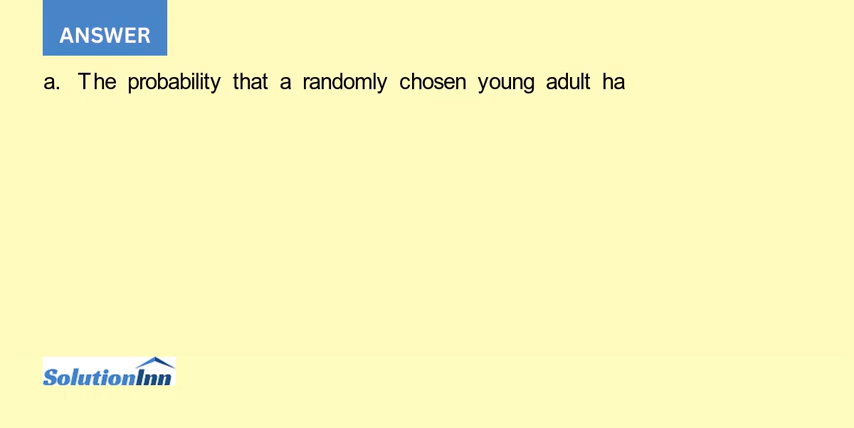 ANSWER
a. The probability that a randomly chosen young adult ha
SolutionInn